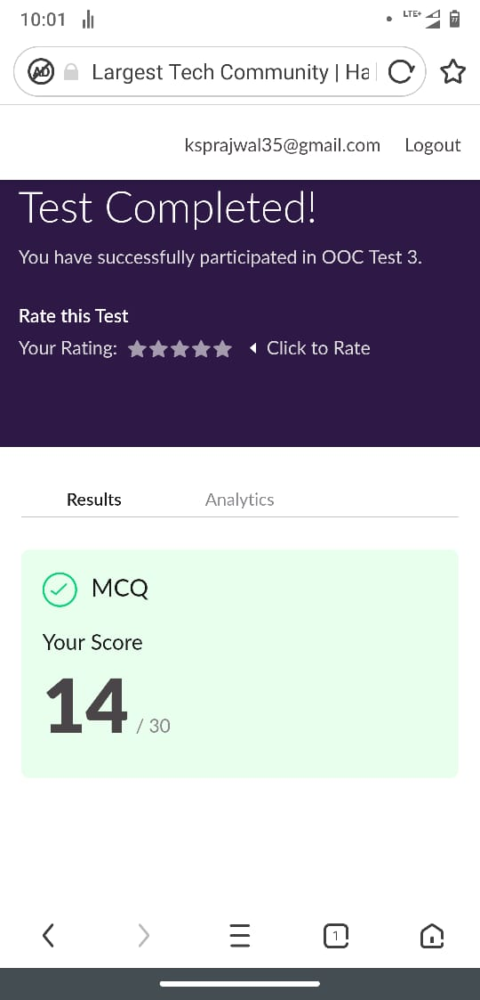 10:01 LTE+ 77
AD Largest Tech Community | Ha
ksprajwal35@gmail.com Logout
Test Completed!
You have successfully participated in OOC Test 3.
Rate this Test
Your Rating: Click to Rate
Results Analytics
MCQ
Your Score
14 / 30
1